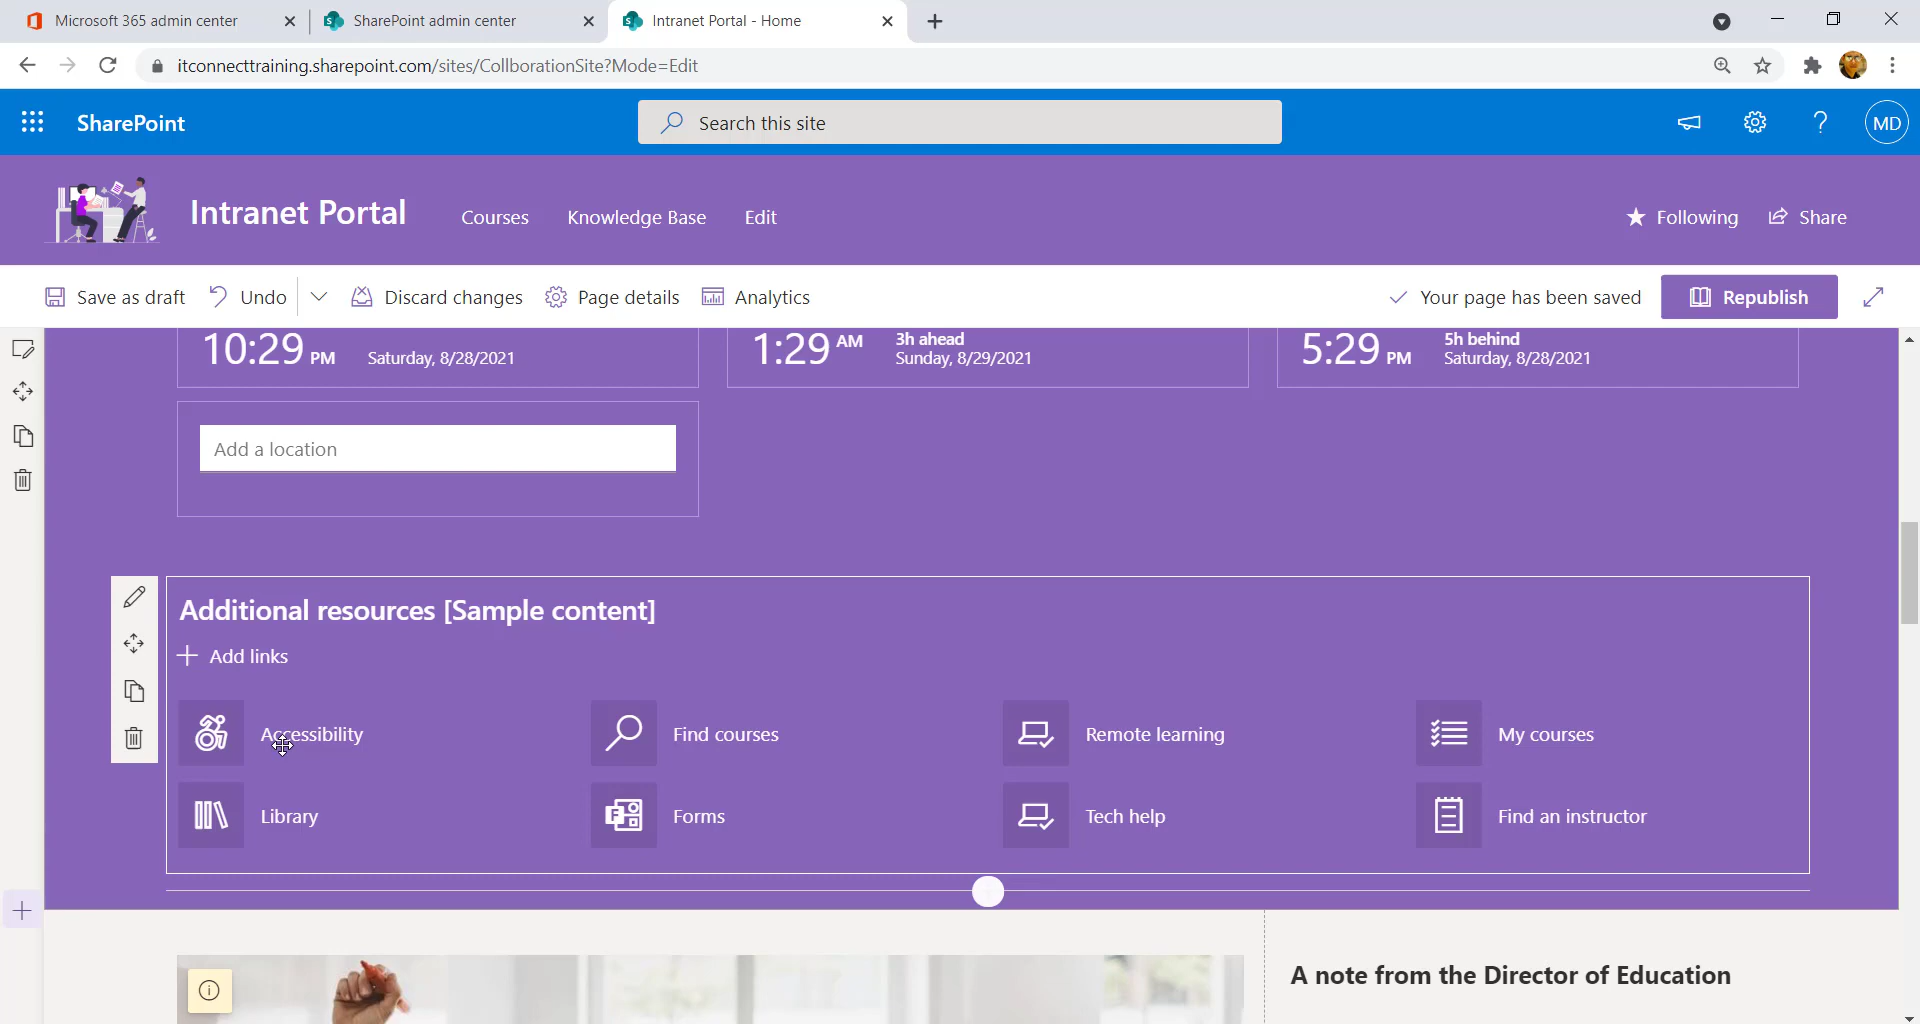 Microsoft 365 admin center
SharePoint admin center
Intranet Portal - Home
itconnecttraining.sharepoint.com/sites/CollborationSite?Mode=Edit
SharePoint
Search this site
MD
Intranet Portal
Courses
Knowledge Base
Edit
Following
Share
Save as draft
Undo
Discard changes
Page details
Analytics
Your page has been saved
Republish
10:29 PM
Saturday, 8/28/2021
1:29 AM
3h ahead
Sunday, 8/29/2021
5:29 PM
5h behind
Saturday, 8/28/2021
Add a location
Additional resources [Sample content]
Add links
Accessibility
Find courses
Remote learning
My courses
Library
Forms
Tech help
Find an instructor
A note from the Director of Education